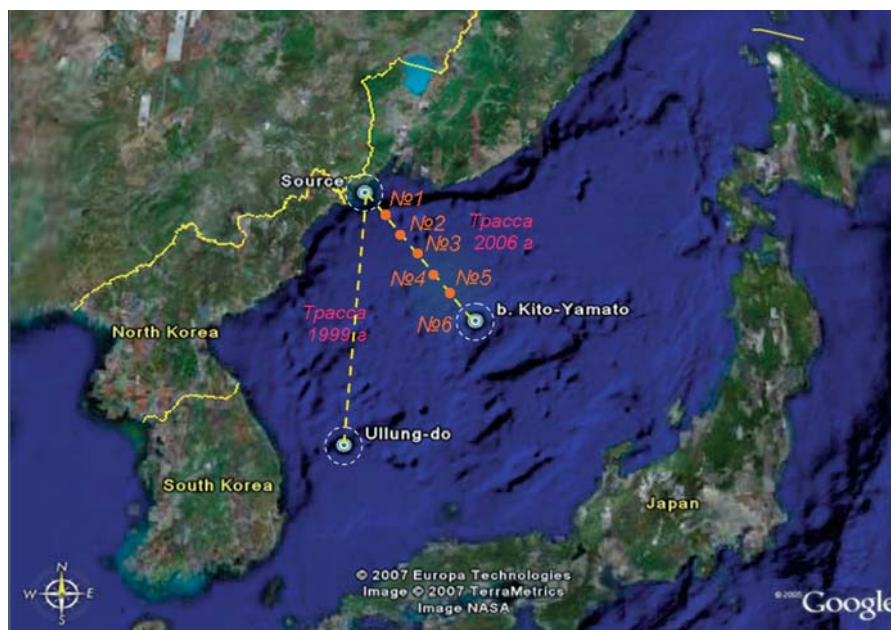 Source
№1
№2
№3
Трасса
2006 г
№4
№5
b. Kito-Yamato
Трасса
1999 г
№6
North Korea
Ullung-do
South Korea
Japan
N
W E
S
© 2007 Europa Technologies
Image © 2007 TerraMetrics
Image NASA
© 2005 Google